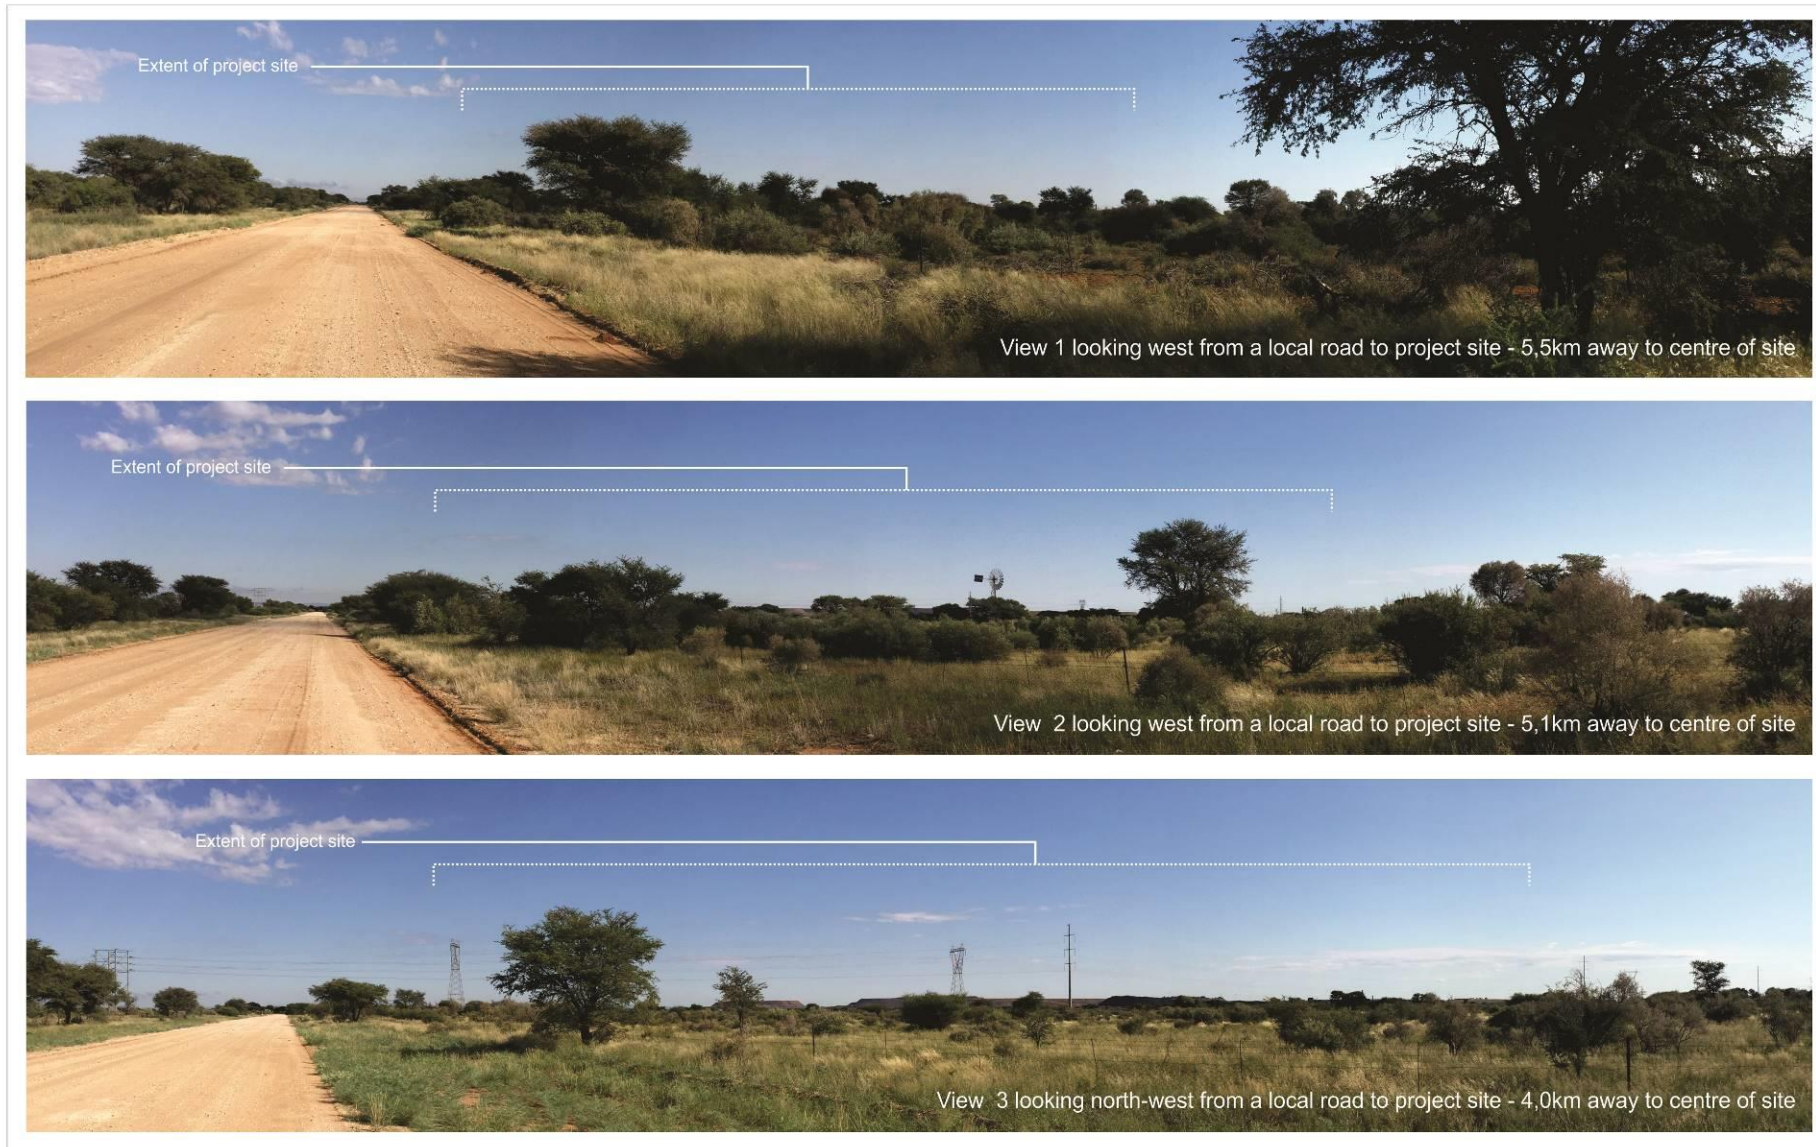 Extent of project site
View 1 looking west from a local road to project site - 5,5km away to centre of site
Extent of project site
View 2 looking west from a local road to project site - 5,1km away to centre of site
Extent of project site
View 3 looking north-west from a local road to project site - 4,0km away to centre of site